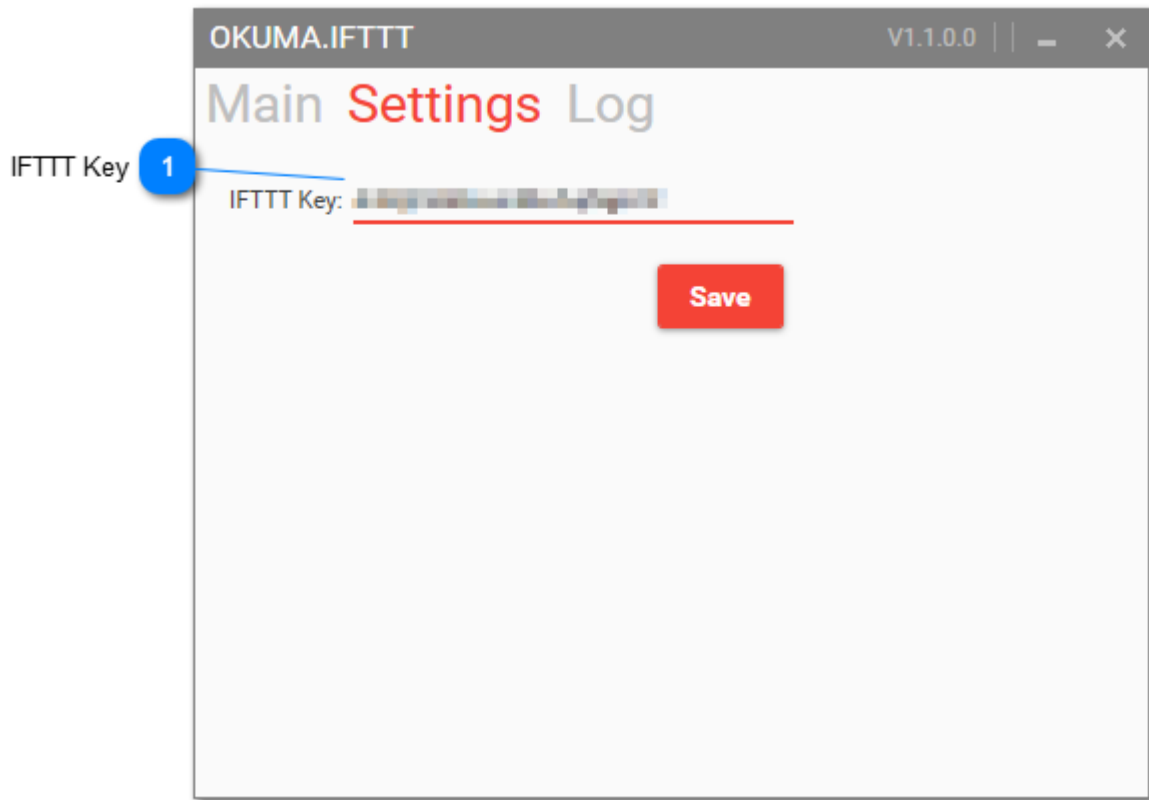 OKUMA.IFTTT V1.1.0.0
Main Settings Log
IFTTT Key 1
IFTTT Key:
Save